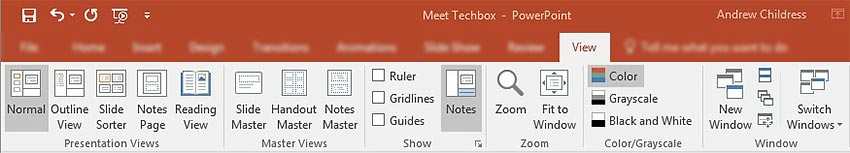 Meet Techbox - PowerPoint
Andrew Childress
File Home Insert Design Transitions Animations Slide Show Review View Tell me what you want to do
Normal
Outline View
Slide Sorter
Notes Page
Reading View
Presentation Views
Slide Master
Handout Master
Notes Master
Master Views
Ruler
Gridlines
Guides
Notes
Show
Zoom
Fit to Window
Zoom
Color
Grayscale
Black and White
Color/Grayscale
New Window
Switch Windows
Window